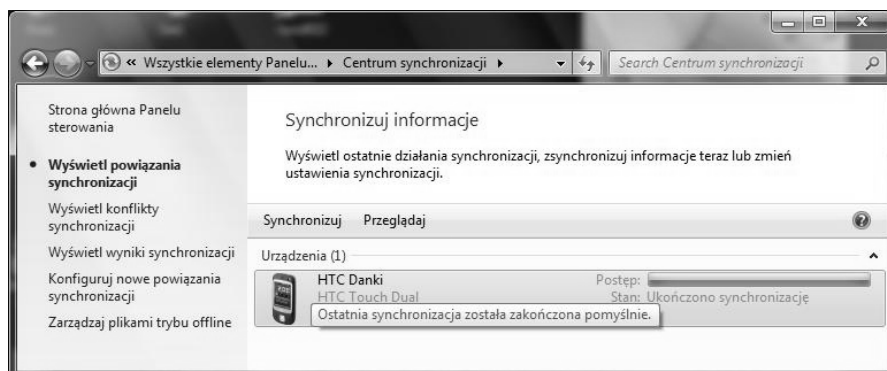 « Wszystkie elementy Panelu... ▸ Centrum synchronizacji ▸
Search Centrum synchronizacji
Strona główna Panelu
sterowania
• Wyświetl powiązania
synchronizacji
Wyświetl konflikty
synchronizacji
Wyświetl wyniki synchronizacji
Konfiguruj nowe powiązania
synchronizacji
Zarządzaj plikami trybu offline
Synchronizuj informacje
Wyświetl ostatnie działania synchronizacji, zsynchronizuj informacje teraz lub zmień
ustawienia synchronizacji.
Synchronizuj Przeglądaj
Urządzenia (1)
HTC Danki Postęp:
HTC Touch Dual Stan: Ukończono synchronizację
Ostatnia synchronizacja została zakończona pomyślnie.